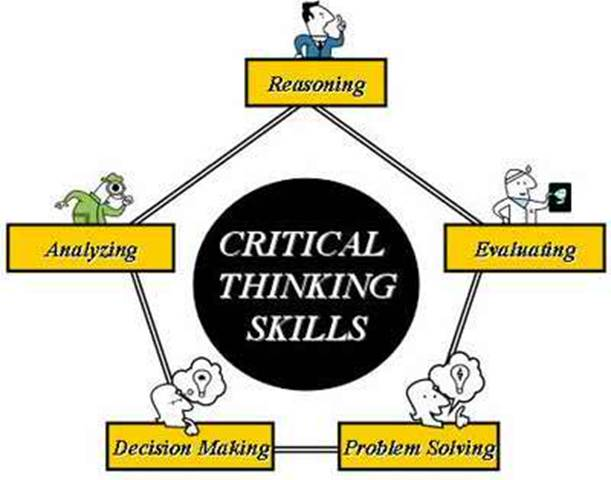 Reasoning
Analyzing
Evaluating
CRITICAL
THINKING
SKILLS
Decision Making
Problem Solving